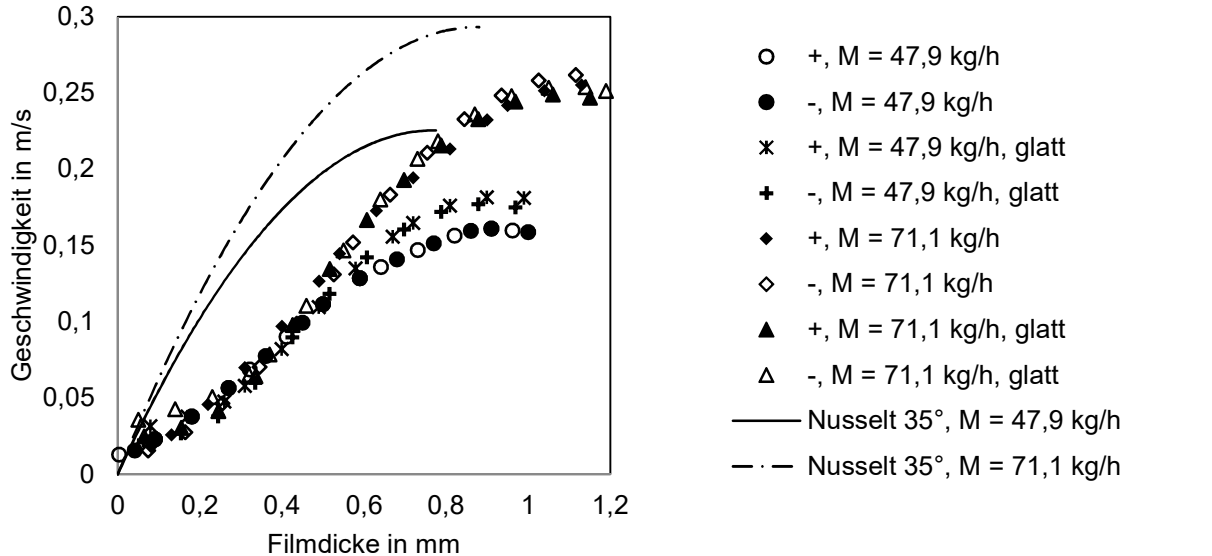 0,3
0,25
0,2
0,15
0,1
0,05
0
Geschwindigkeit in m/s
0 0,2 0,4 0,6 0,8 1 1,2
Filmdicke in mm
+, M = 47,9 kg/h
-, M = 47,9 kg/h
+, M = 47,9 kg/h, glatt
-, M = 47,9 kg/h, glatt
+, M = 71,1 kg/h
-, M = 71,1 kg/h
+, M = 71,1 kg/h, glatt
-, M = 71,1 kg/h, glatt
Nusselt 35°, M = 47,9 kg/h
Nusselt 35°, M = 71,1 kg/h